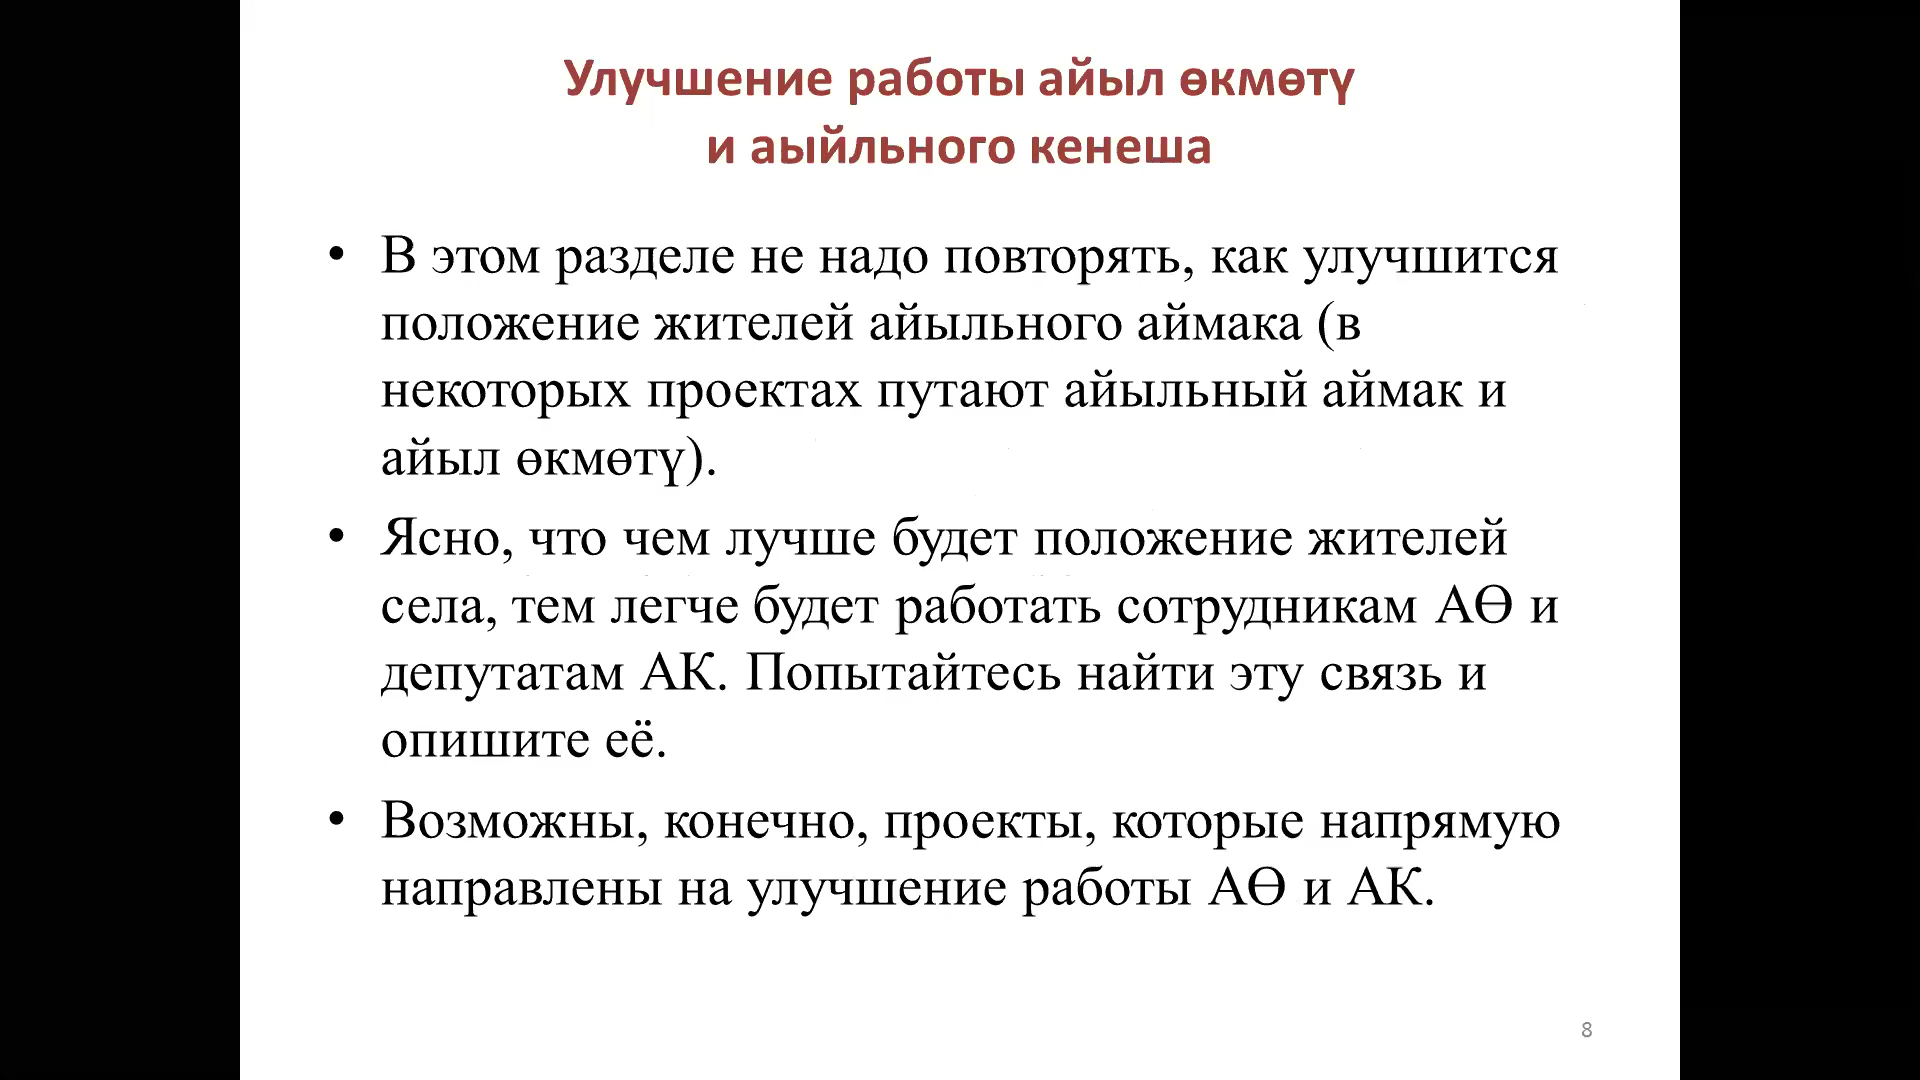 Улучшение работы айыл өкмөтү
и аыйльного кенеша
• В этом разделе не надо повторять, как улучшится
положение жителей айыльного аймака (в
некоторых проектах путают айыльный аймак и
айыл өкмөтү).
• Ясно, что чем лучше будет положение жителей
села, тем легче будет работать сотрудникам АӨ и
депутатам АК. Попытайтесь найти эту связь и
опишите её.
• Возможны, конечно, проекты, которые напрямую
направлены на улучшение работы АӨ и АК.
8